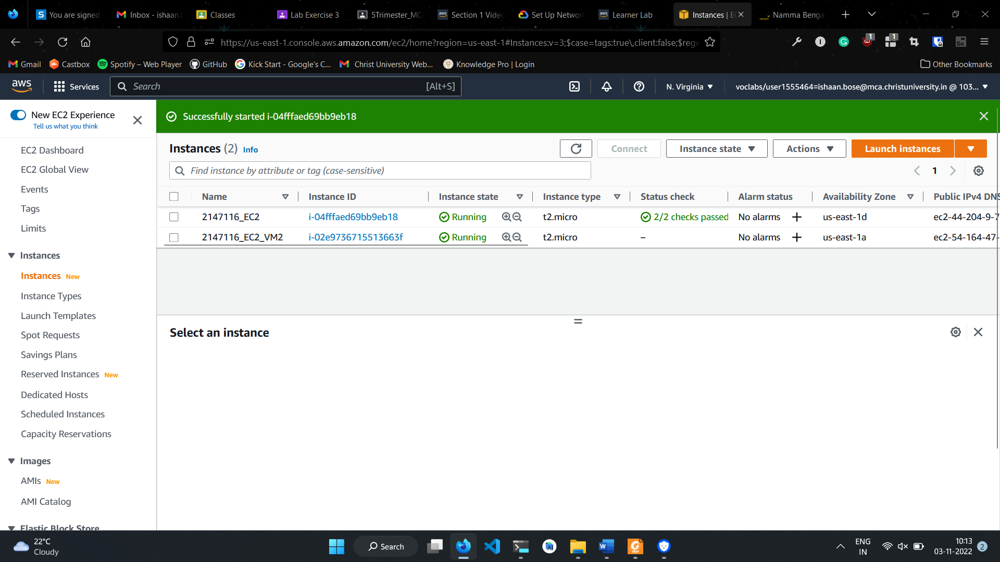 You are signed
Inbox - ishaan.b
Classes
Lab Exercise 3
5Trimester_MC
Section 1 Vide
Set Up Networ
Learner Lab
Instances | EC
Namma Benga
https://us-east-1.console.aws.amazon.com/ec2/home?region=us-east-1#Instances:v=3;$case=tags:true\,client:false;$rege
1
1
Gmail
Castbox
Spotify – Web Player
GitHub
Kick Start - Google's C...
Christ University Web...
Knowledge Pro | Login
Other Bookmarks
aws
Services
Search
[Alt+S]
N. Virginia
voclabs/user1555464=ishaan.bose@mca.christuniversity.in @ 103...
New EC2 Experience
Tell us what you think
EC2 Dashboard
EC2 Global View
Events
Tags
Limits
Instances
Instances New
Instance Types
Launch Templates
Spot Requests
Savings Plans
Reserved Instances New
Dedicated Hosts
Scheduled Instances
Capacity Reservations
Images
AMIs New
AMI Catalog
Elastic Block Store
Successfully started i-04fffaed69bb9eb18
Instances (2) Info
Connect
Instance state
Actions
Launch instances
Find instance by attribute or tag (case-sensitive)
1
Name Instance ID Instance state Instance type Status check Alarm status Availability Zone Public IPv4 DNS
2147116_EC2 i-04fffaed69bb9eb18 Running t2.micro 2/2 checks passed No alarms + us-east-1d ec2-44-204-9-7
2147116_EC2_VM2 i-02e9736715513663f Running t2.micro – No alarms + us-east-1a ec2-54-164-47-
Select an instance
22°C
Cloudy
Search
ENG
IN
10:13
03-11-2022
2